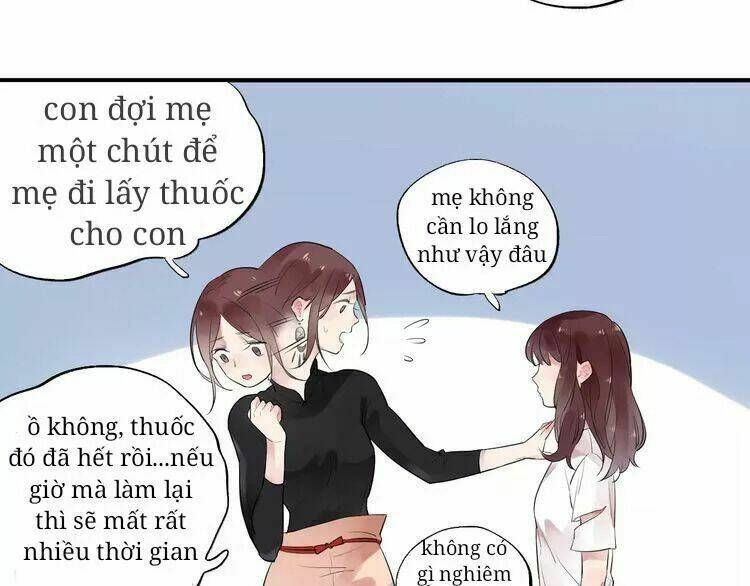 con đợi mẹ
một chút để
mẹ đi lấy thuốc
cho con
mẹ không
cần lo lắng
như vậy đâu
ồ không, thuốc
đó đã hết rồi...nếu
giờ mà làm lại
thì sẽ mất rất
nhiều thời gian
không có
gì nghiêm